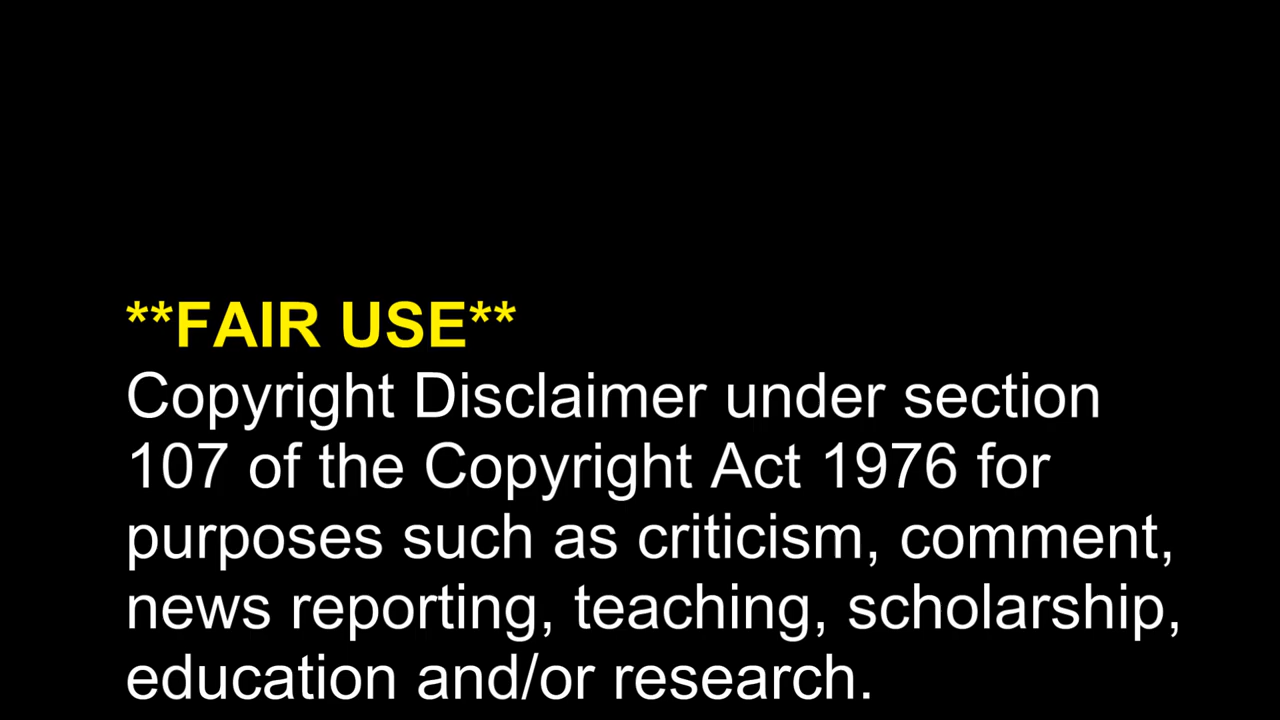 **FAIR USE**
Copyright Disclaimer under section
107 of the Copyright Act 1976 for
purposes such as criticism, comment,
news reporting, teaching, scholarship,
education and/or research.